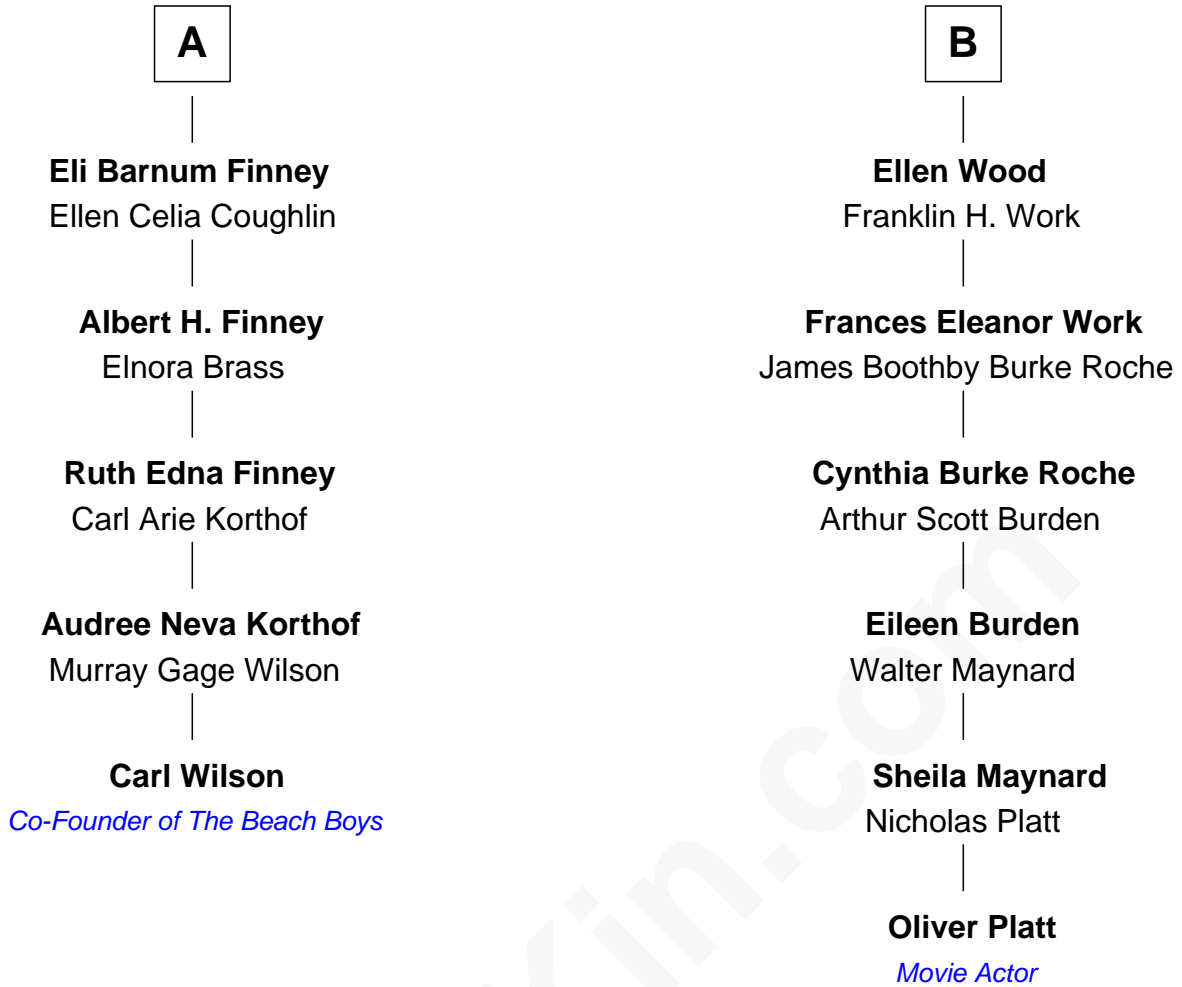 A
Eli Barnum Finney
Ellen Celia Coughlin
Albert H. Finney
Elnora Brass
Ruth Edna Finney
Carl Arie Korthof
Audree Neva Korthof
Murray Gage Wilson
Carl Wilson
Co-Founder of The Beach Boys
B
Ellen Wood
Franklin H. Work
Frances Eleanor Work
James Boothby Burke Roche
Cynthia Burke Roche
Arthur Scott Burden
Eileen Burden
Walter Maynard
Sheila Maynard
Nicholas Platt
Oliver Platt
Movie Actor